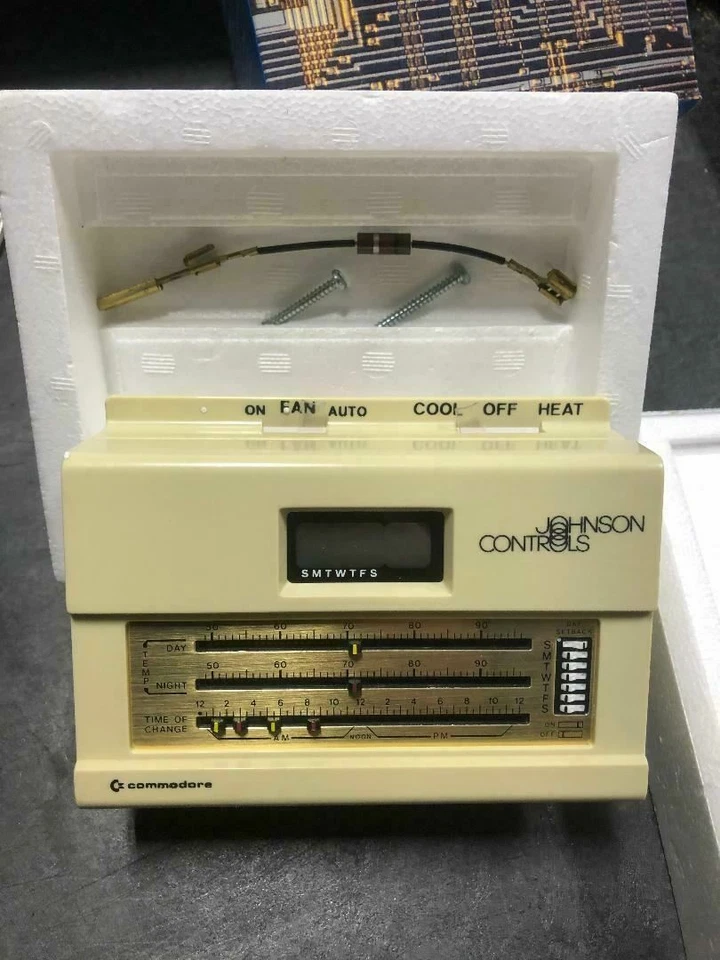 ON FAN AUTO COOL OFF HEAT
JOHNSON
CONTROLS
SMTWTFS
50 60 70 80 90
DAY
DAY
SETBACK
TEMP
50 60 70 80 90
NIGHT
S
M
T
W
T
F
S
12 2 4 6 8 10 12 2 4 6 8 10 12
TIME OF
CHANGE
AM NOON PM
ON
OFF
commodore